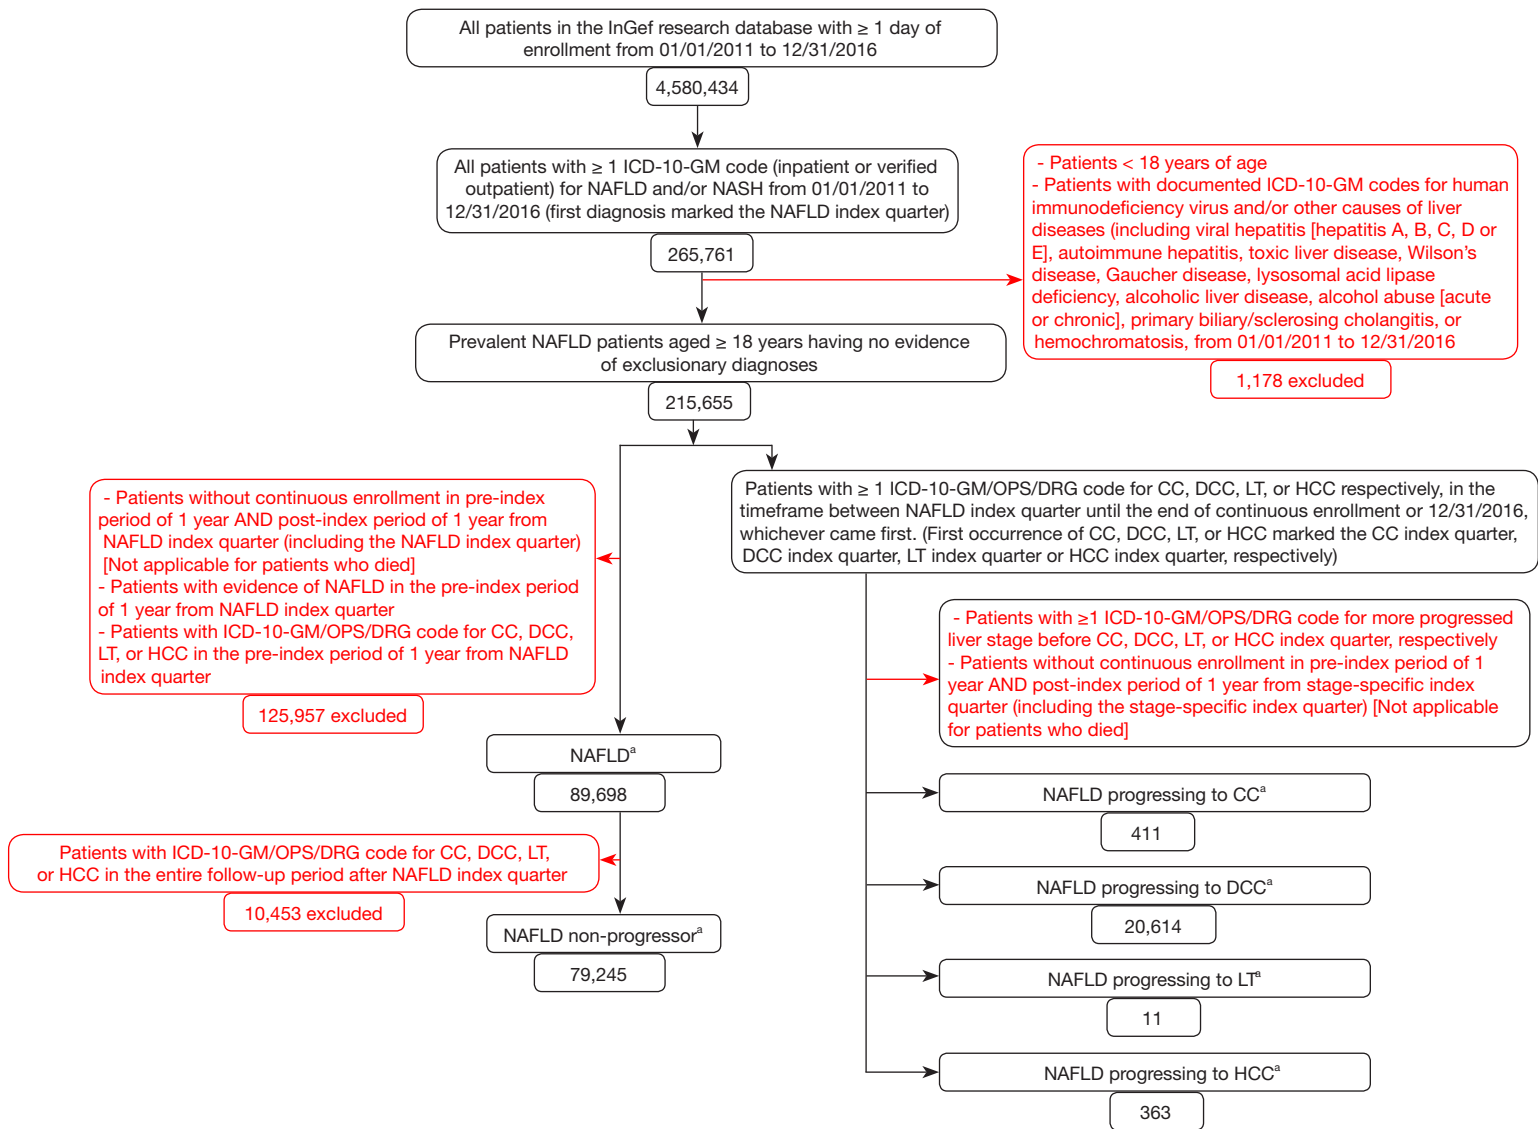 All patients in the InGef research database with ≥ 1 day of
enrollment from 01/01/2011 to 12/31/2016
4,580,434
All patients with ≥ 1 ICD-10-GM code (inpatient or verified
outpatient) for NAFLD and/or NASH from 01/01/2011 to
12/31/2016 (first diagnosis marked the NAFLD index quarter)
265,761
- Patients < 18 years of age
- Patients with documented ICD-10-GM codes for human
immunodeficiency virus and/or other causes of liver
diseases (including viral hepatitis [hepatitis A, B, C, D or
E], autoimmune hepatitis, toxic liver disease, Wilson's
disease, Gaucher disease, lysosomal acid lipase
deficiency, alcoholic liver disease, alcohol abuse [acute
or chronic], primary biliary/sclerosing cholangitis, or
hemochromatosis, from 01/01/2011 to 12/31/2016
1,178 excluded
Prevalent NAFLD patients aged ≥ 18 years having no evidence
of exclusionary diagnoses
215,655
- Patients without continuous enrollment in pre-index
period of 1 year AND post-index period of 1 year from
NAFLD index quarter (including the NAFLD index quarter)
[Not applicable for patients who died]
- Patients with evidence of NAFLD in the pre-index period
of 1 year from NAFLD index quarter
- Patients with ICD-10-GM/OPS/DRG code for CC, DCC,
LT, or HCC in the pre-index period of 1 year from NAFLD
index quarter
125,957 excluded
NAFLDa
89,698
Patients with ICD-10-GM/OPS/DRG code for CC, DCC, LT,
or HCC in the entire follow-up period after NAFLD index quarter
10,453 excluded
NAFLD non-progressora
79,245
Patients with ≥ 1 ICD-10-GM/OPS/DRG code for CC, DCC, LT, or HCC respectively, in the
timeframe between NAFLD index quarter until the end of continuous enrollment or 12/31/2016,
whichever came first. (First occurrence of CC, DCC, LT, or HCC marked the CC index quarter,
DCC index quarter, LT index quarter or HCC index quarter, respectively)
- Patients with ≥1 ICD-10-GM/OPS/DRG code for more progressed
liver stage before CC, DCC, LT, or HCC index quarter, respectively
- Patients without continuous enrollment in pre-index period of 1
year AND post-index period of 1 year from stage-specific index
quarter (including the stage-specific index quarter) [Not applicable
for patients who died]
NAFLD progressing to CCa
411
NAFLD progressing to DCCa
20,614
NAFLD progressing to LTa
11
NAFLD progressing to HCCa
363